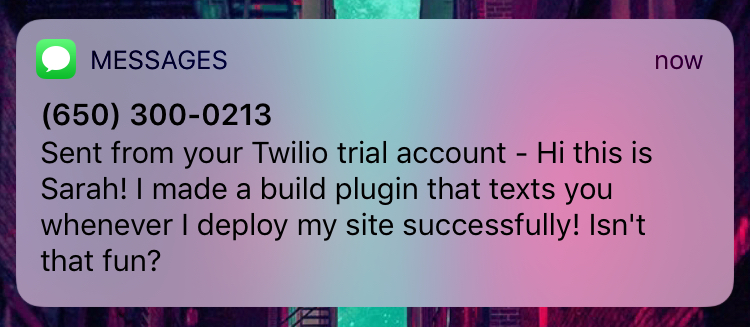 MESSAGES
now
(650) 300-0213
Sent from your Twilio trial account - Hi this is
Sarah! I made a build plugin that texts you
whenever I deploy my site successfully! Isn't
that fun?